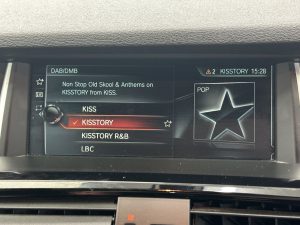 DAB/DMB
2 KISSTORY 15:26
Non Stop Old Skool & Anthems on
KISSTORY from KISS.
POP
KISS
KISSTORY
KISSTORY R&B
LBC